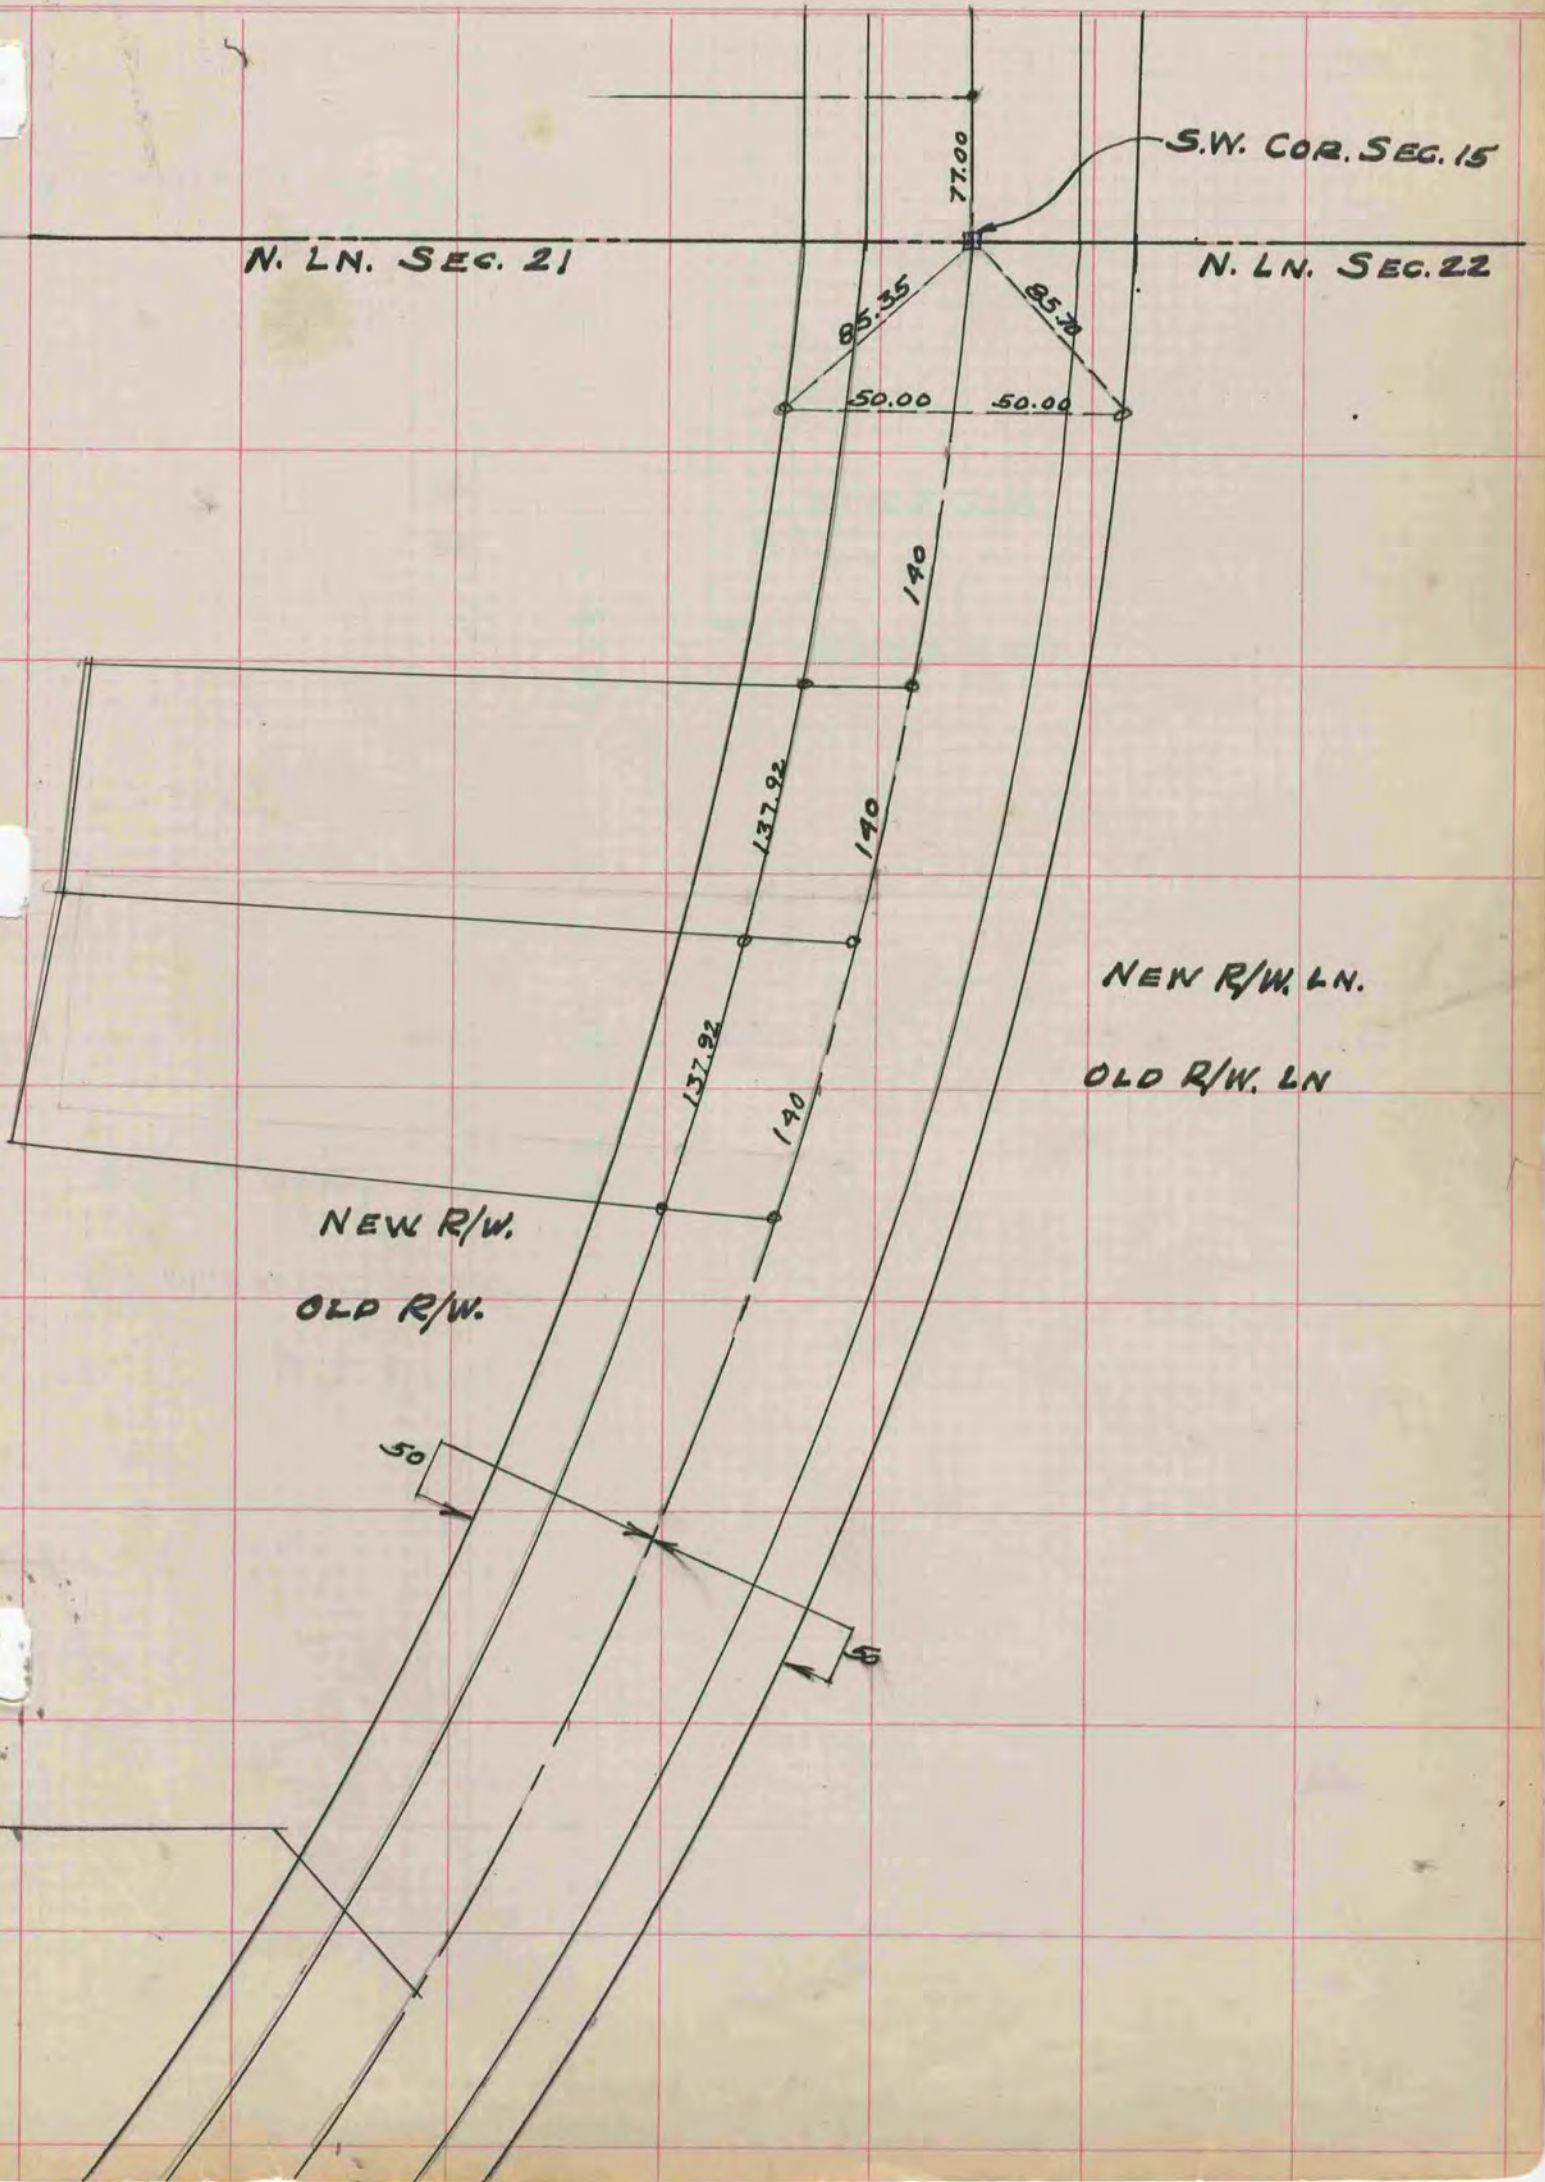 77.00
S.W. COR. SEC. 15
N. LN. SEC. 21
N. LN. SEC. 22
85.35
85.70
50.00 50.00
140
137.92
140
NEW R/W. LN.
137.92
OLD R/W. LN
140
NEW R/W.
OLD R/W.
50
50